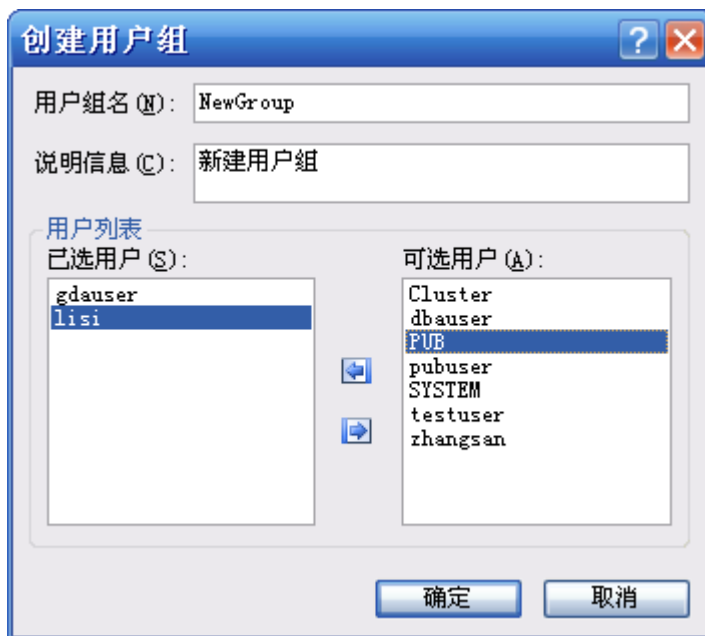 创建用户组
用户组名(N): NewGroup
说明信息(C): 新建用户组
用户列表
已选用户(S):
gdauser
lisi
可选用户(A):
Cluster
dbauser
PUB
pubuser
SYSTEM
testuser
zhangsan
确定
取消